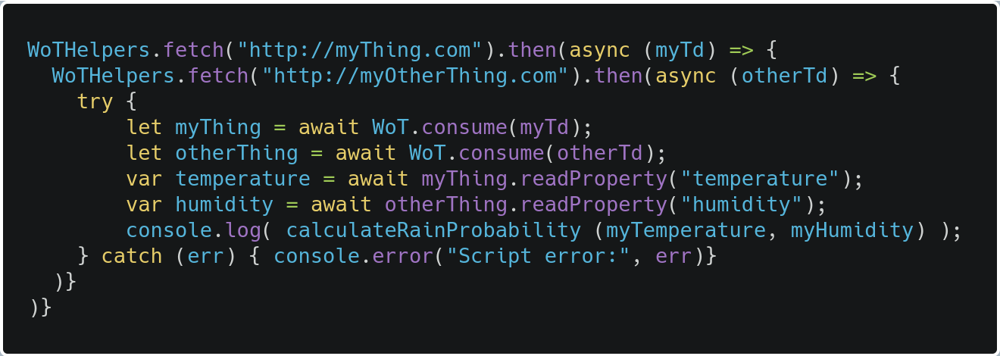 WoTHelpers.fetch("http://myThing.com").then(async (myTd) => {
  WoTHelpers.fetch("http://myOtherThing.com").then(async (otherTd) => {
    try {
        let myThing = await WoT.consume(myTd);
        let otherThing = await WoT.consume(otherTd);
        var temperature = await myThing.readProperty("temperature");
        var humidity = await otherThing.readProperty("humidity");
        console.log( calculateRainProbability (myTemperature, myHumidity) );
    } catch (err) { console.error("Script error:", err)}
  )}
)}